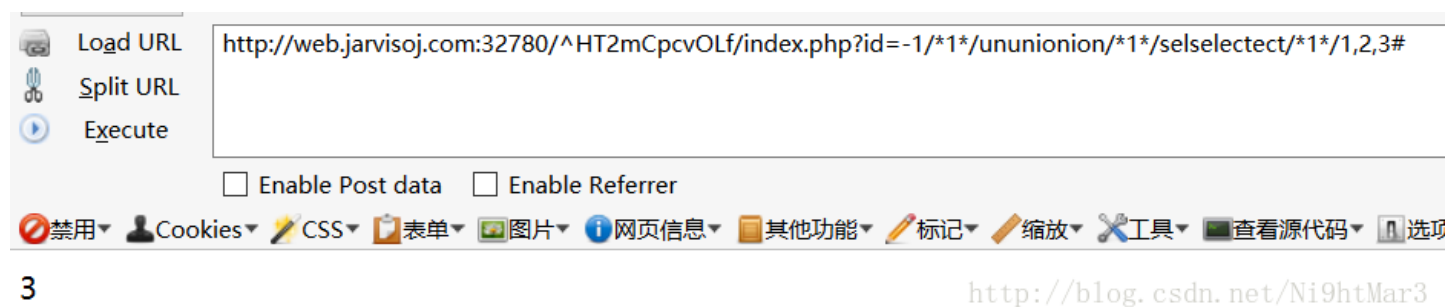 Load URL http://web.jarvisoj.com:32780/^HT2mCpcvOLf/index.php?id=-1/*1*/ununionion/*1*/selselectect/*1*/1,2,3#
Split URL
Execute
Enable Post data Enable Referrer
禁用 Cookies CSS 表单 图片 网页信息 其他功能 标记 缩放 工具 查看源代码 选项
3 http://blog.csdn.net/Ni9htMar3